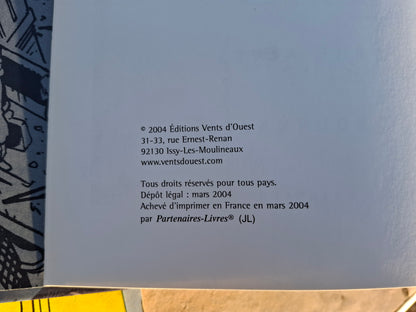 © 2004 Éditions Vents d'Ouest
31-33, rue Ernest-Renan
92130 Issy-Les-Moulineaux
www.ventsdouest.com
Tous droits réservés pour tous pays.
Dépôt légal : mars 2004
Achevé d'imprimer en France en mars 2004
par Partenaires-Livres® (JL)